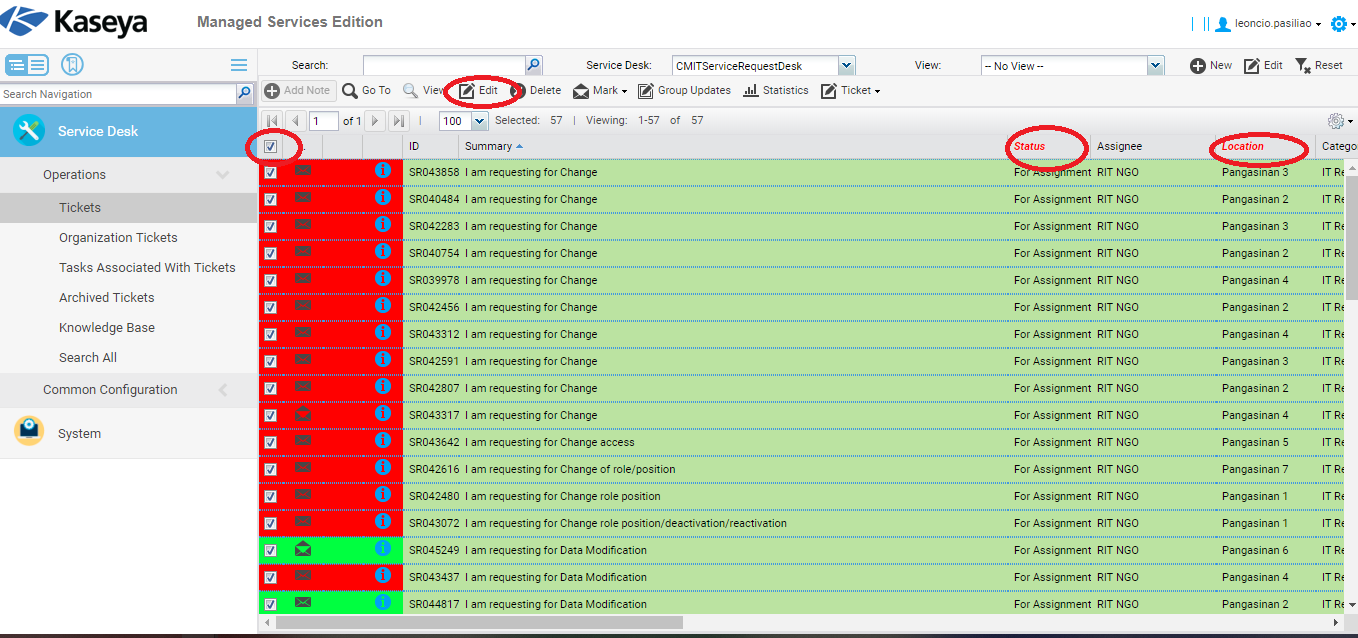 Kaseya Managed Services Edition leoncio.pasiliao
Search: Service Desk: CMITServiceRequestDesk View: -- No View -- New Edit Reset
Search Navigation
Add Note Go To View Edit Delete Mark Group Updates Statistics Ticket
1 of 1 100 Selected: 57 Viewing: 1-57 of 57
ID Summary Status Assignee Location Catego
SR043858 I am requesting for Change For Assignment RIT NGO Pangasinan 3 IT Re
SR040484 I am requesting for Change For Assignment RIT NGO Pangasinan 2 IT Re
SR042283 I am requesting for Change For Assignment RIT NGO Pangasinan 3 IT Re
SR040754 I am requesting for Change For Assignment RIT NGO Pangasinan 2 IT Re
SR039978 I am requesting for Change For Assignment RIT NGO Pangasinan 4 IT Re
SR042456 I am requesting for Change For Assignment RIT NGO Pangasinan 2 IT Re
SR043312 I am requesting for Change For Assignment RIT NGO Pangasinan 4 IT Re
SR042591 I am requesting for Change For Assignment RIT NGO Pangasinan 3 IT Re
SR042807 I am requesting for Change For Assignment RIT NGO Pangasinan 2 IT Re
SR043317 I am requesting for Change For Assignment RIT NGO Pangasinan 4 IT Re
SR043642 I am requesting for Change access For Assignment RIT NGO Pangasinan 5 IT Re
SR042616 I am requesting for Change of role/position For Assignment RIT NGO Pangasinan 7 IT Re
SR042480 I am requesting for Change role position For Assignment RIT NGO Pangasinan 1 IT Re
SR043072 I am requesting for Change role position/deactivation/reactivation For Assignment RIT NGO Pangasinan 1 IT Re
SR045249 I am requesting for Data Modification For Assignment RIT NGO Pangasinan 6 IT Re
SR043437 I am requesting for Data Modification For Assignment RIT NGO Pangasinan 4 IT Re
SR044817 I am requesting for Data Modification For Assignment RIT NGO Pangasinan 2 IT Re
Service Desk
Operations
Tickets
Organization Tickets
Tasks Associated With Tickets
Archived Tickets
Knowledge Base
Search All
Common Configuration
System